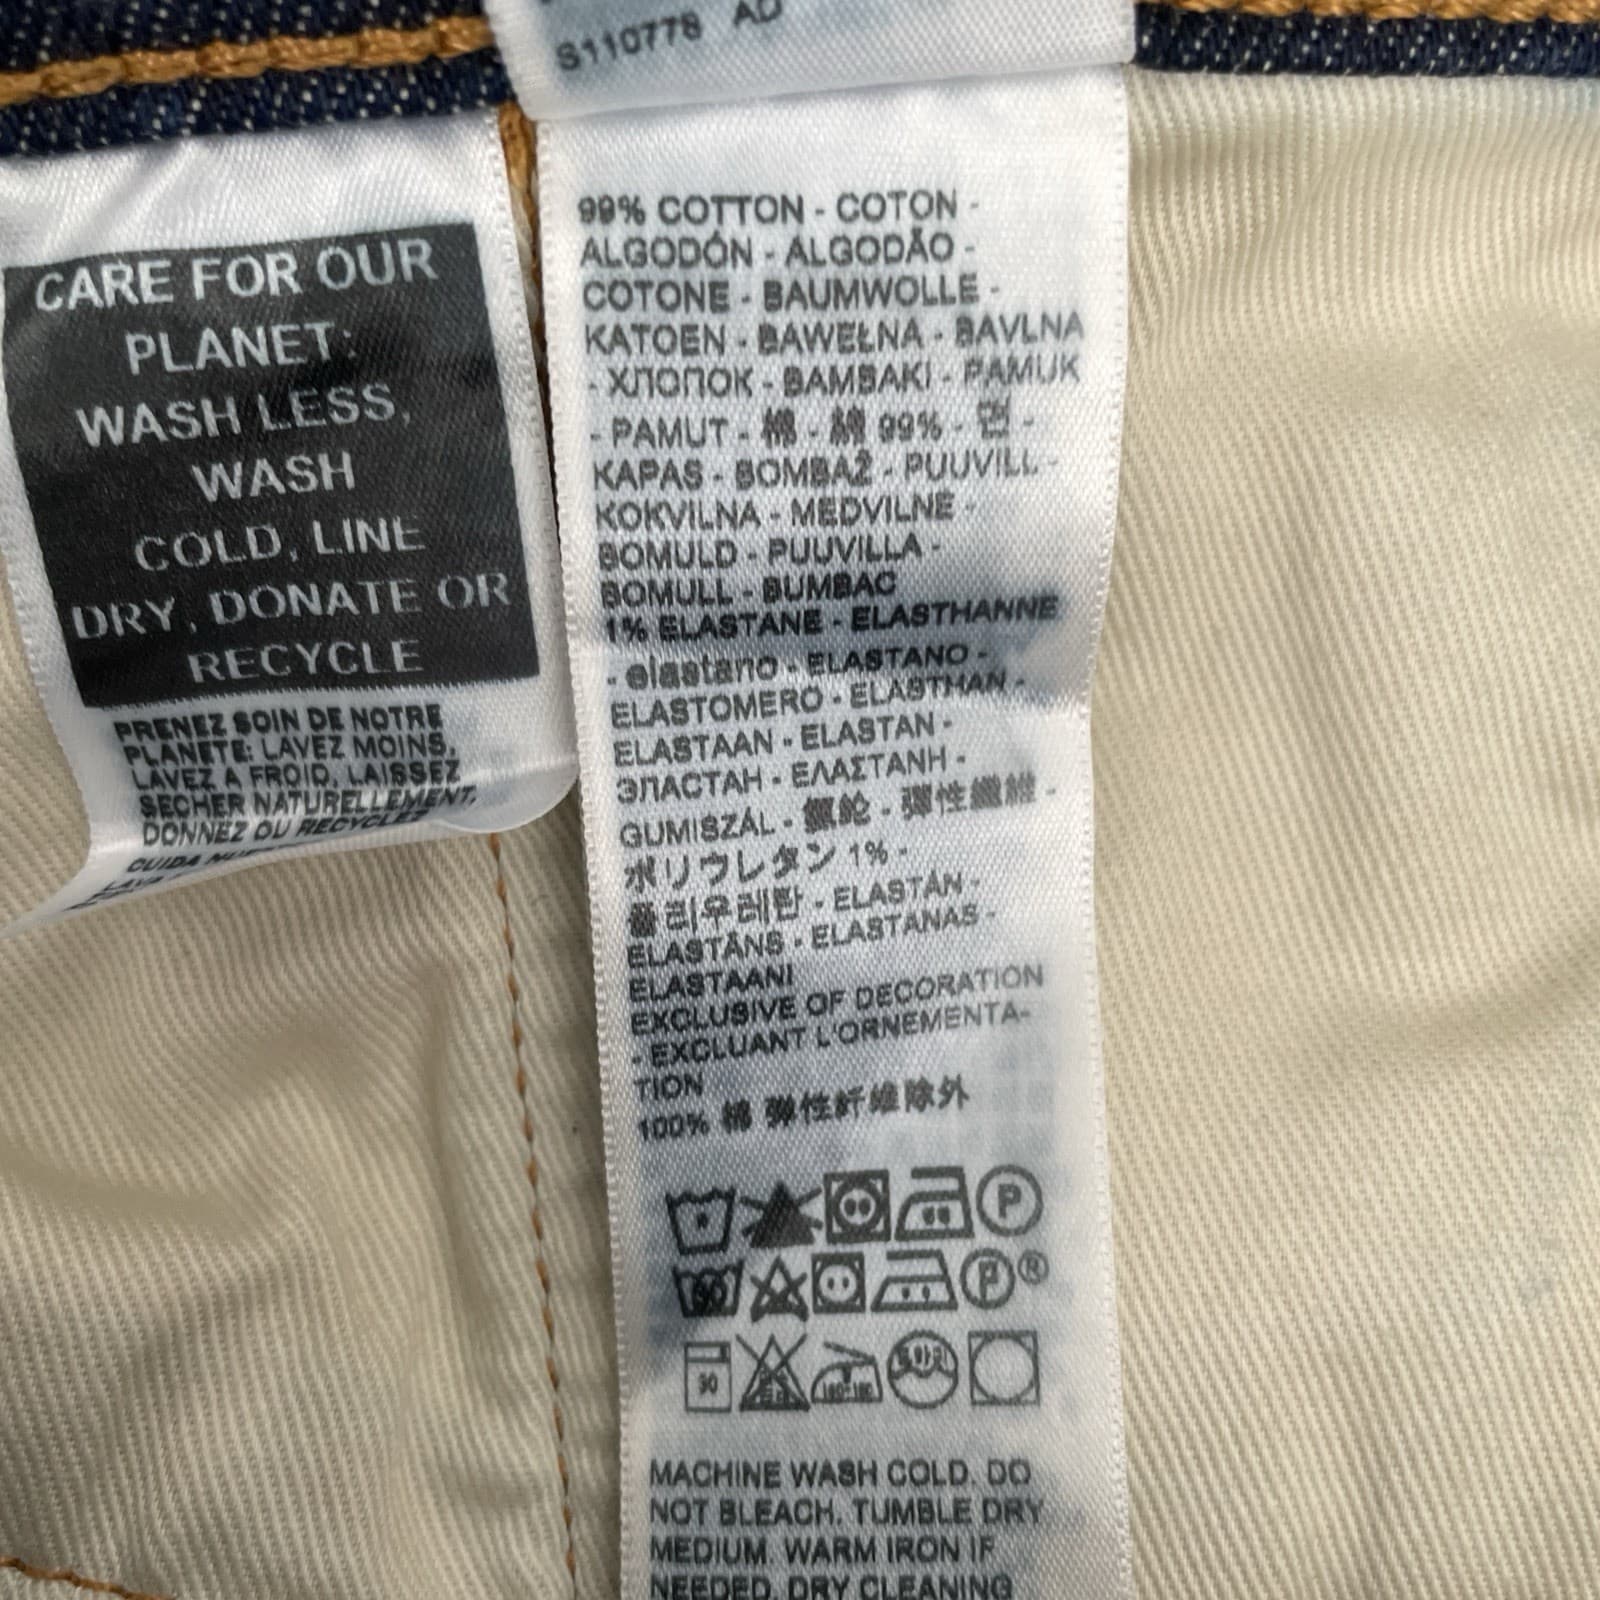 S110778 AD
CARE FOR OUR
PLANET:
WASH LESS,
WASH
COLD, LINE
DRY, DONATE OR
RECYCLE
PRENEZ SOIN DE NOTRE
PLANETE: LAVEZ MOINS,
LAVEZ A FROID, LAISSEZ
SECHER NATURELLEMENT,
DONNEZ OU RECYCLEZ
CUIDA
99% COTTON - COTON -
ALGODÓN - ALGODÃO -
COTONE - BAUMWOLLE -
KATOEN - BAWEŁNA - BAVLNA
- ХЛОПОК - BAMBAKI - PAMUK
- PAMUT - 棉 - 綿 99% - 면 -
KAPAS - BOMBAŽ - PUUVILL -
KOKVILNA - MEDVILNE -
BOMULD - PUUVILLA -
BOMULL - BUMBAC
1% ELASTANE - ELASTHANNE
- elastano - ELASTANO -
ELASTOMERO - ELASTHAN -
ELASTAAN - ELASTAN -
ЭЛАСТАН - ΕΛΑΣΤΑΝΗ -
GUMISZÁL - 氨綸 - 彈性纖維 -
ポリウレタン 1% -
폴리우레탄 - ELASTÁN -
ELASTĀNS - ELASTANAS -
ELASTAANI
EXCLUSIVE OF DECORATION
- EXCLUANT L'ORNEMENTA-
TION
100% 棉 弹性纤维除外
P
P®
MACHINE WASH COLD. DO
NOT BLEACH. TUMBLE DRY
MEDIUM. WARM IRON IF
NEEDED. DRY CLEANING